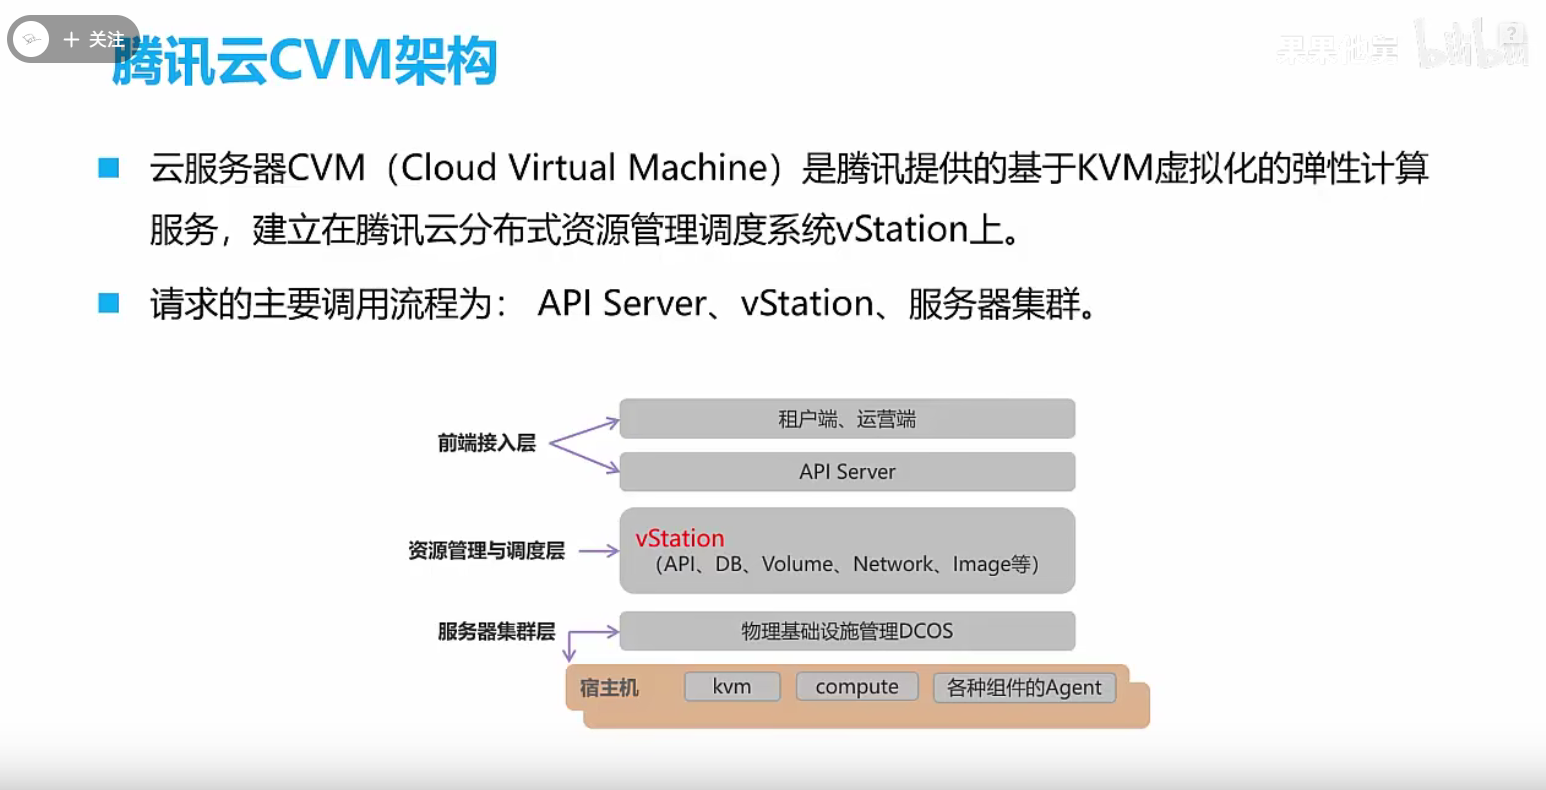 + 关注
腾讯云CVM架构
果果他舅 bilibili
云服务器CVM（Cloud Virtual Machine）是腾讯提供的基于KVM虚拟化的弹性计算
服务，建立在腾讯云分布式资源管理调度系统vStation上。
请求的主要调用流程为： API Server、vStation、服务器集群。
租户端、运营端
前端接入层
API Server
vStation
资源管理与调度层
（API、DB、Volume、Network、Image等）
服务器集群层
物理基础设施管理DCOS
宿主机 kvm compute 各种组件的Agent